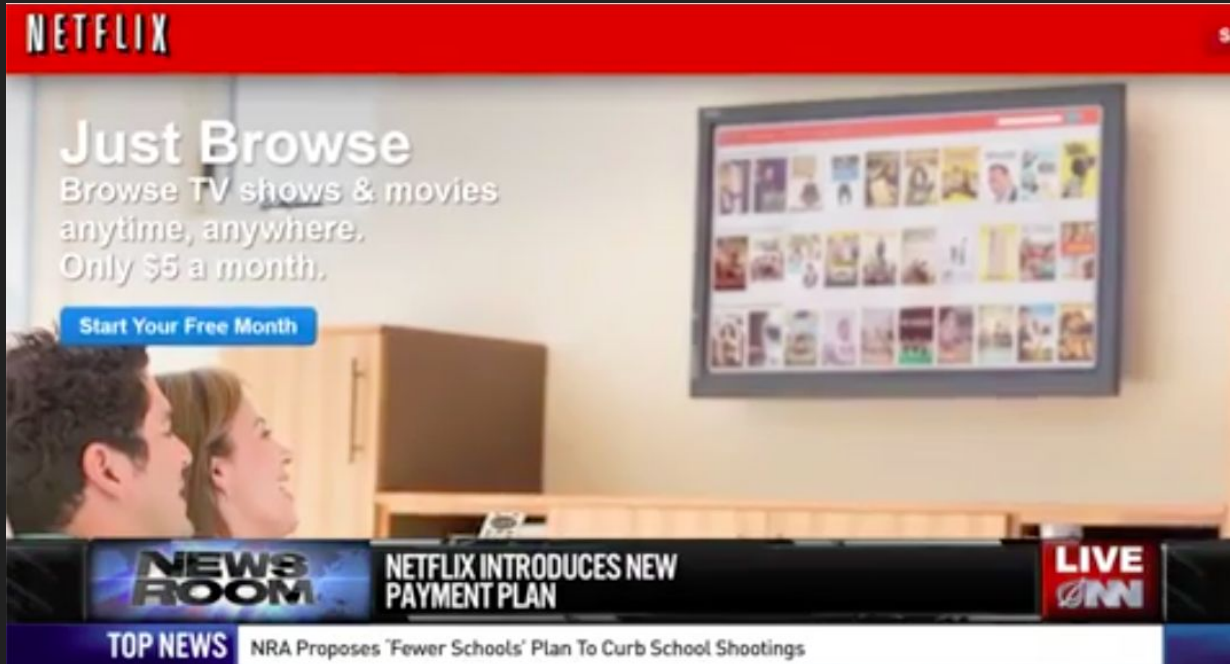 NETFLIX
S
Just Browse
Browse TV shows & movies
anytime, anywhere.
Only $5 a month.
Start Your Free Month
NEWS
ROOM
NETFLIX INTRODUCES NEW
PAYMENT PLAN
LIVE
ONN
TOP NEWS
NRA Proposes 'Fewer Schools' Plan To Curb School Shootings